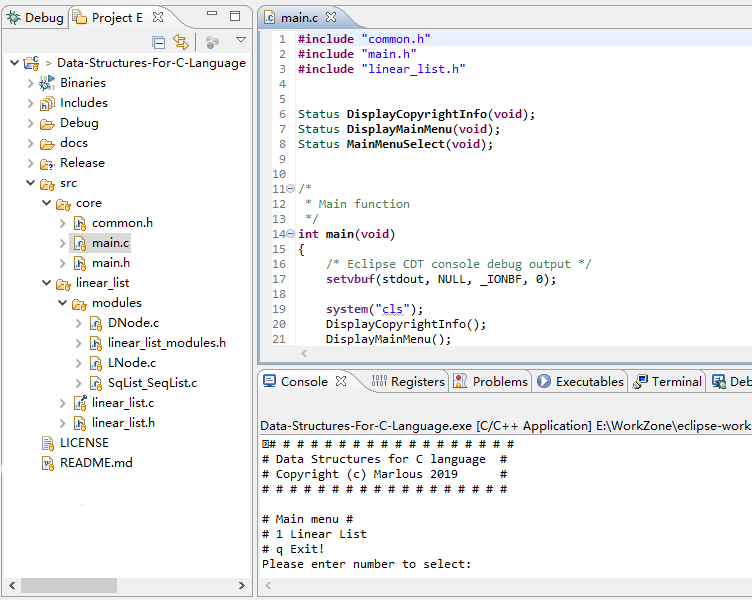 Debug
Project E
> Data-Structures-For-C-Language
Binaries
Includes
Debug
docs
Release
src
core
common.h
main.c
main.h
linear_list
modules
DNode.c
linear_list_modules.h
LNode.c
SqList_SeqList.c
linear_list.c
linear_list.h
LICENSE
README.md
main.c
1 #include "common.h"
2 #include "main.h"
3 #include "linear_list.h"
4
5
6 Status DisplayCopyrightInfo(void);
7 Status DisplayMainMenu(void);
8 Status MainMenuSelect(void);
9
10
11 /*
12  * Main function
13  */
14 int main(void)
15 {
16     /* Eclipse CDT console debug output */
17     setvbuf(stdout, NULL, _IONBF, 0);
18
19     system("cls");
20     DisplayCopyrightInfo();
21     DisplayMainMenu();
Console Registers Problems Executables Terminal Deb
Data-Structures-For-C-Language.exe [C/C++ Application] E:\WorkZone\eclipse-works
# # # # # # # # # # # # # # # # # #
# Data Structures for C language  #
# Copyright (c) Marlous 2019      #
# # # # # # # # # # # # # # # # # #
# Main menu #
# 1 Linear List
# q Exit!
Please enter number to select: